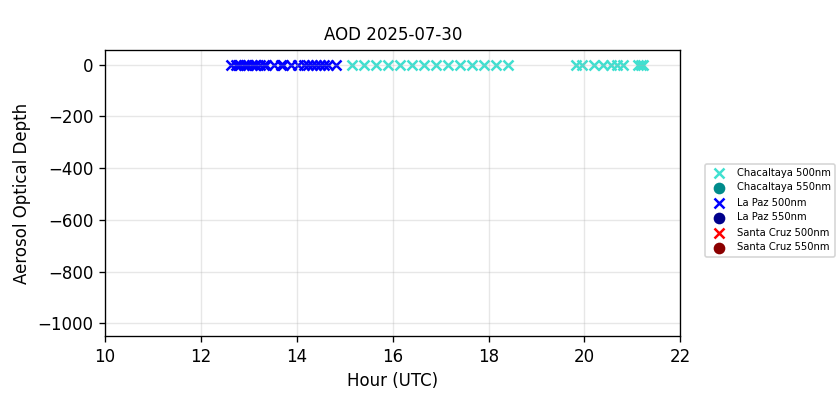 AOD 2025-07-30
Aerosol Optical Depth
0
−200
−400
−600
−800
−1000
10 12 14 16 18 20 22
Hour (UTC)
Chacaltaya 500nm
Chacaltaya 550nm
La Paz 500nm
La Paz 550nm
Santa Cruz 500nm
Santa Cruz 550nm